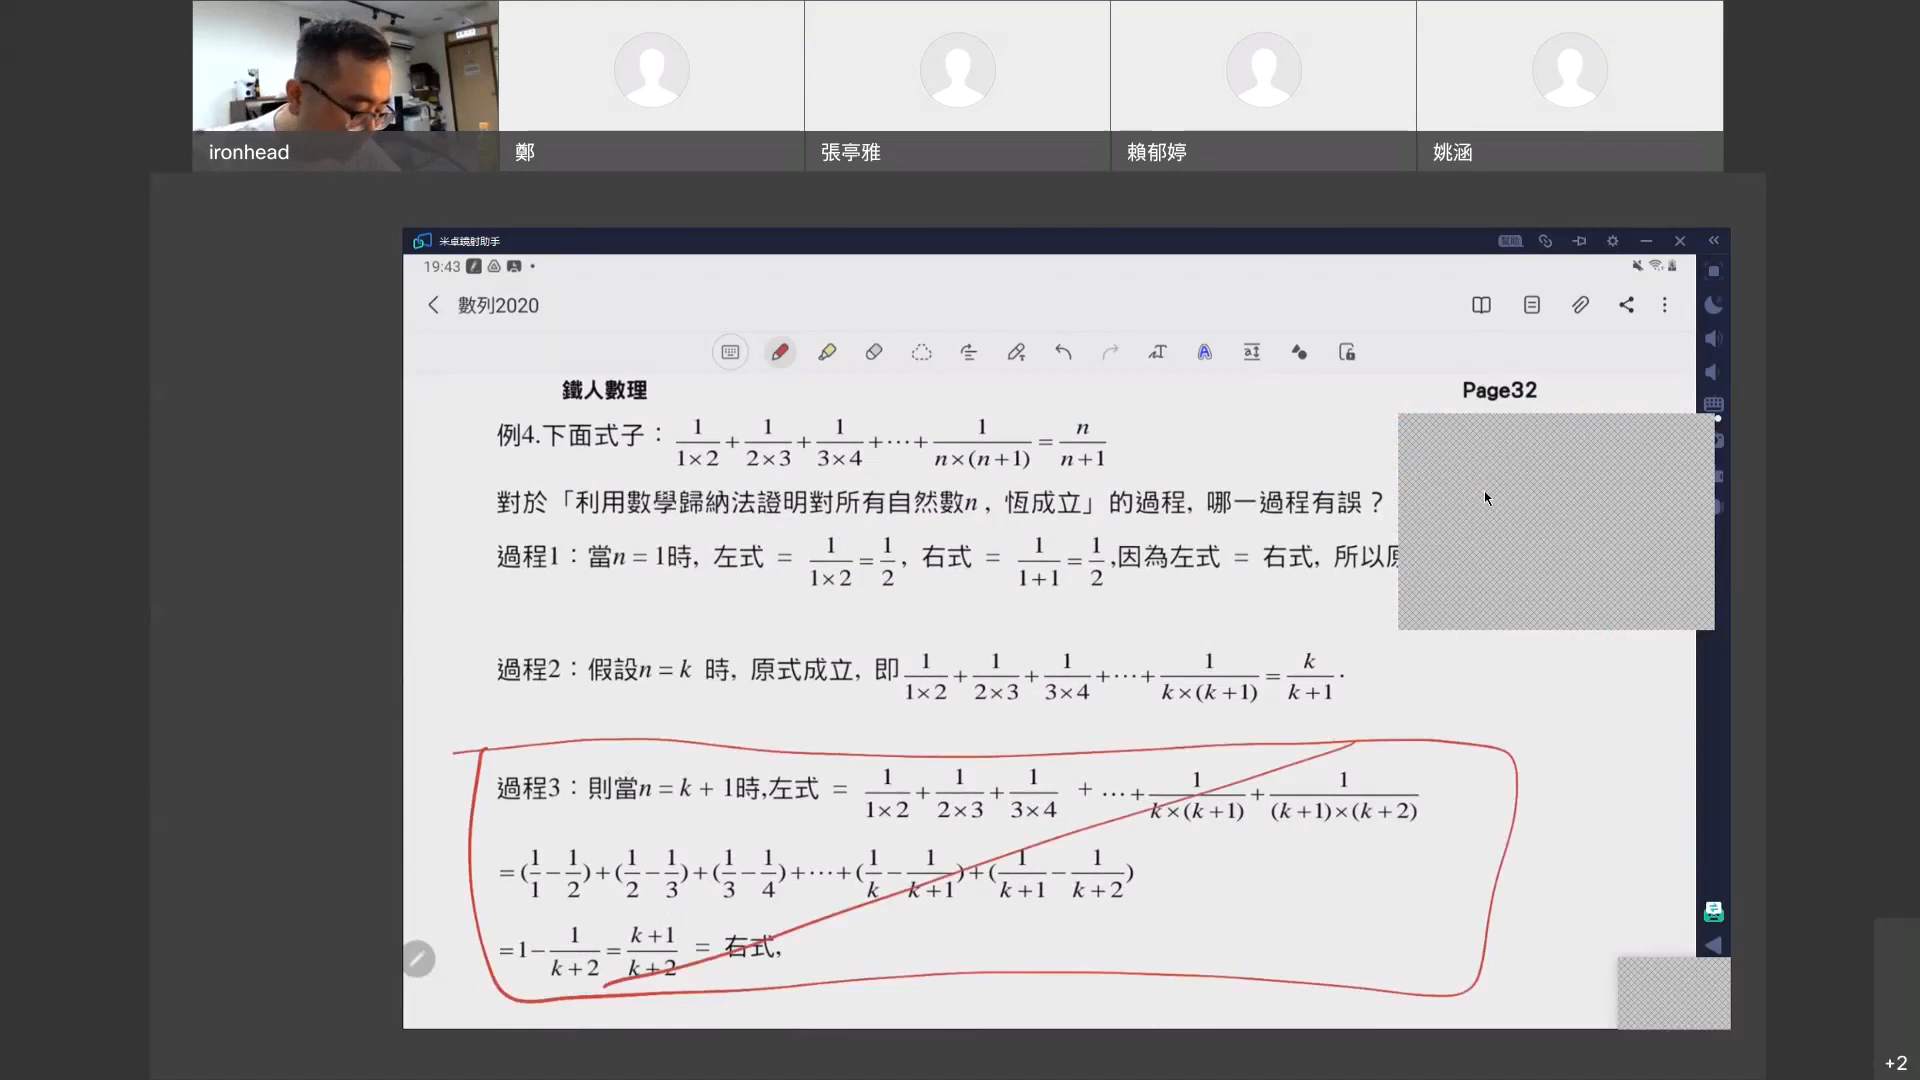 ironhead
鄭
張亭雅
賴郁婷
姚涵
米卓鏡射助手
19:43
數列2020
鐵人數理
Page32
例4.下面式子：1/(1×2) + 1/(2×3) + 1/(3×4) + ⋯ + 1/(n×(n+1)) = n/(n+1)
對於「利用數學歸納法證明對所有自然數n，恆成立」的過程, 哪一過程有誤？
過程1：當n = 1時, 左式 = 1/(1×2) = 1/2, 右式 = 1/(1+1) = 1/2,因為左式 = 右式, 所以
過程2：假設n = k 時, 原式成立, 即 1/(1×2) + 1/(2×3) + 1/(3×4) + ⋯ + 1/(k×(k+1)) = k/(k+1).
過程3：則當n = k + 1時,左式 = 1/(1×2) + 1/(2×3) + 1/(3×4) + ⋯ + 1/(k×(k+1)) + 1/((k+1)×(k+2))
= (1/1 − 1/2) + (1/2 − 1/3) + (1/3 − 1/4) + ⋯ + (1/k − 1/(k+1)) + (1/(k+1) − 1/(k+2))
= 1 − 1/(k+2) = (k+1)/(k+2) = 右式,
+2